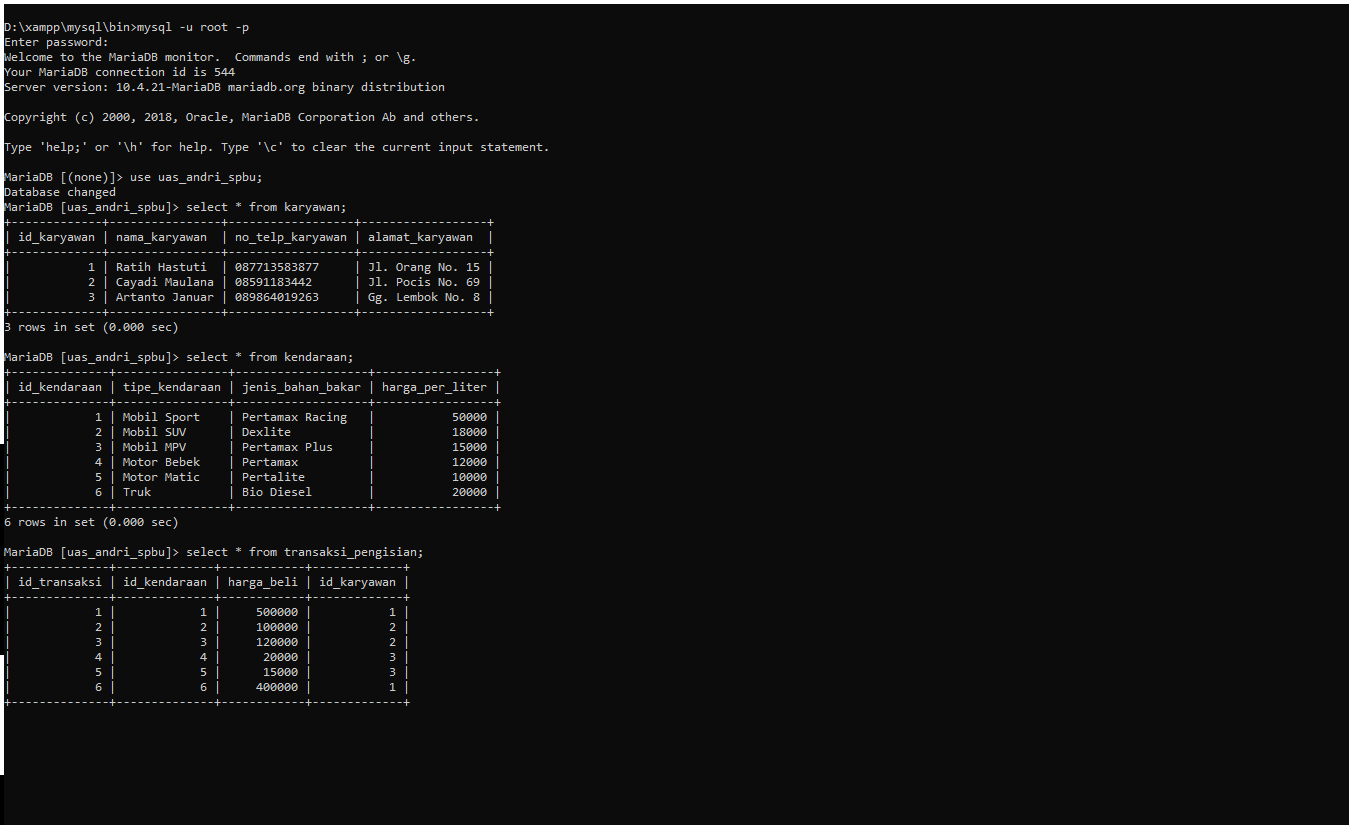 D:\xampp\mysql\bin>mysql -u root -p
Enter password:
Welcome to the MariaDB monitor.  Commands end with ; or \g.
Your MariaDB connection id is 544
Server version: 10.4.21-MariaDB mariadb.org binary distribution
Copyright (c) 2000, 2018, Oracle, MariaDB Corporation Ab and others.
Type 'help;' or '\h' for help. Type '\c' to clear the current input statement.
MariaDB [(none)]> use uas_andri_spbu;
Database changed
MariaDB [uas_andri_spbu]> select * from karyawan;
+-------------+----------------+------------------+------------------+
| id_karyawan | nama_karyawan  | no_telp_karyawan | alamat_karyawan  |
+-------------+----------------+------------------+------------------+
|           1 | Ratih Hastuti  | 087713583877     | Jl. Orang No. 15 |
|           2 | Cayadi Maulana | 08591183442      | Jl. Pocis No. 69 |
|           3 | Artanto Januar | 089864019263     | Gg. Lembok No. 8 |
+-------------+----------------+------------------+------------------+
3 rows in set (0.000 sec)
MariaDB [uas_andri_spbu]> select * from kendaraan;
+--------------+----------------+-------------------+-----------------+
| id_kendaraan | tipe_kendaraan | jenis_bahan_bakar | harga_per_liter |
+--------------+----------------+-------------------+-----------------+
|            1 | Mobil Sport    | Pertamax Racing   |           50000 |
|            2 | Mobil SUV      | Dexlite           |           18000 |
|            3 | Mobil MPV      | Pertamax Plus     |           15000 |
|            4 | Motor Bebek    | Pertamax          |           12000 |
|            5 | Motor Matic    | Pertalite         |           10000 |
|            6 | Truk           | Bio Diesel        |           20000 |
+--------------+----------------+-------------------+-----------------+
6 rows in set (0.000 sec)
MariaDB [uas_andri_spbu]> select * from transaksi_pengisian;
+--------------+--------------+------------+-------------+
| id_transaksi | id_kendaraan | harga_beli | id_karyawan |
+--------------+--------------+------------+-------------+
|            1 |            1 |     500000 |           1 |
|            2 |            2 |     100000 |           2 |
|            3 |            3 |     120000 |           2 |
|            4 |            4 |      20000 |           3 |
|            5 |            5 |      15000 |           3 |
|            6 |            6 |     400000 |           1 |
+--------------+--------------+------------+-------------+